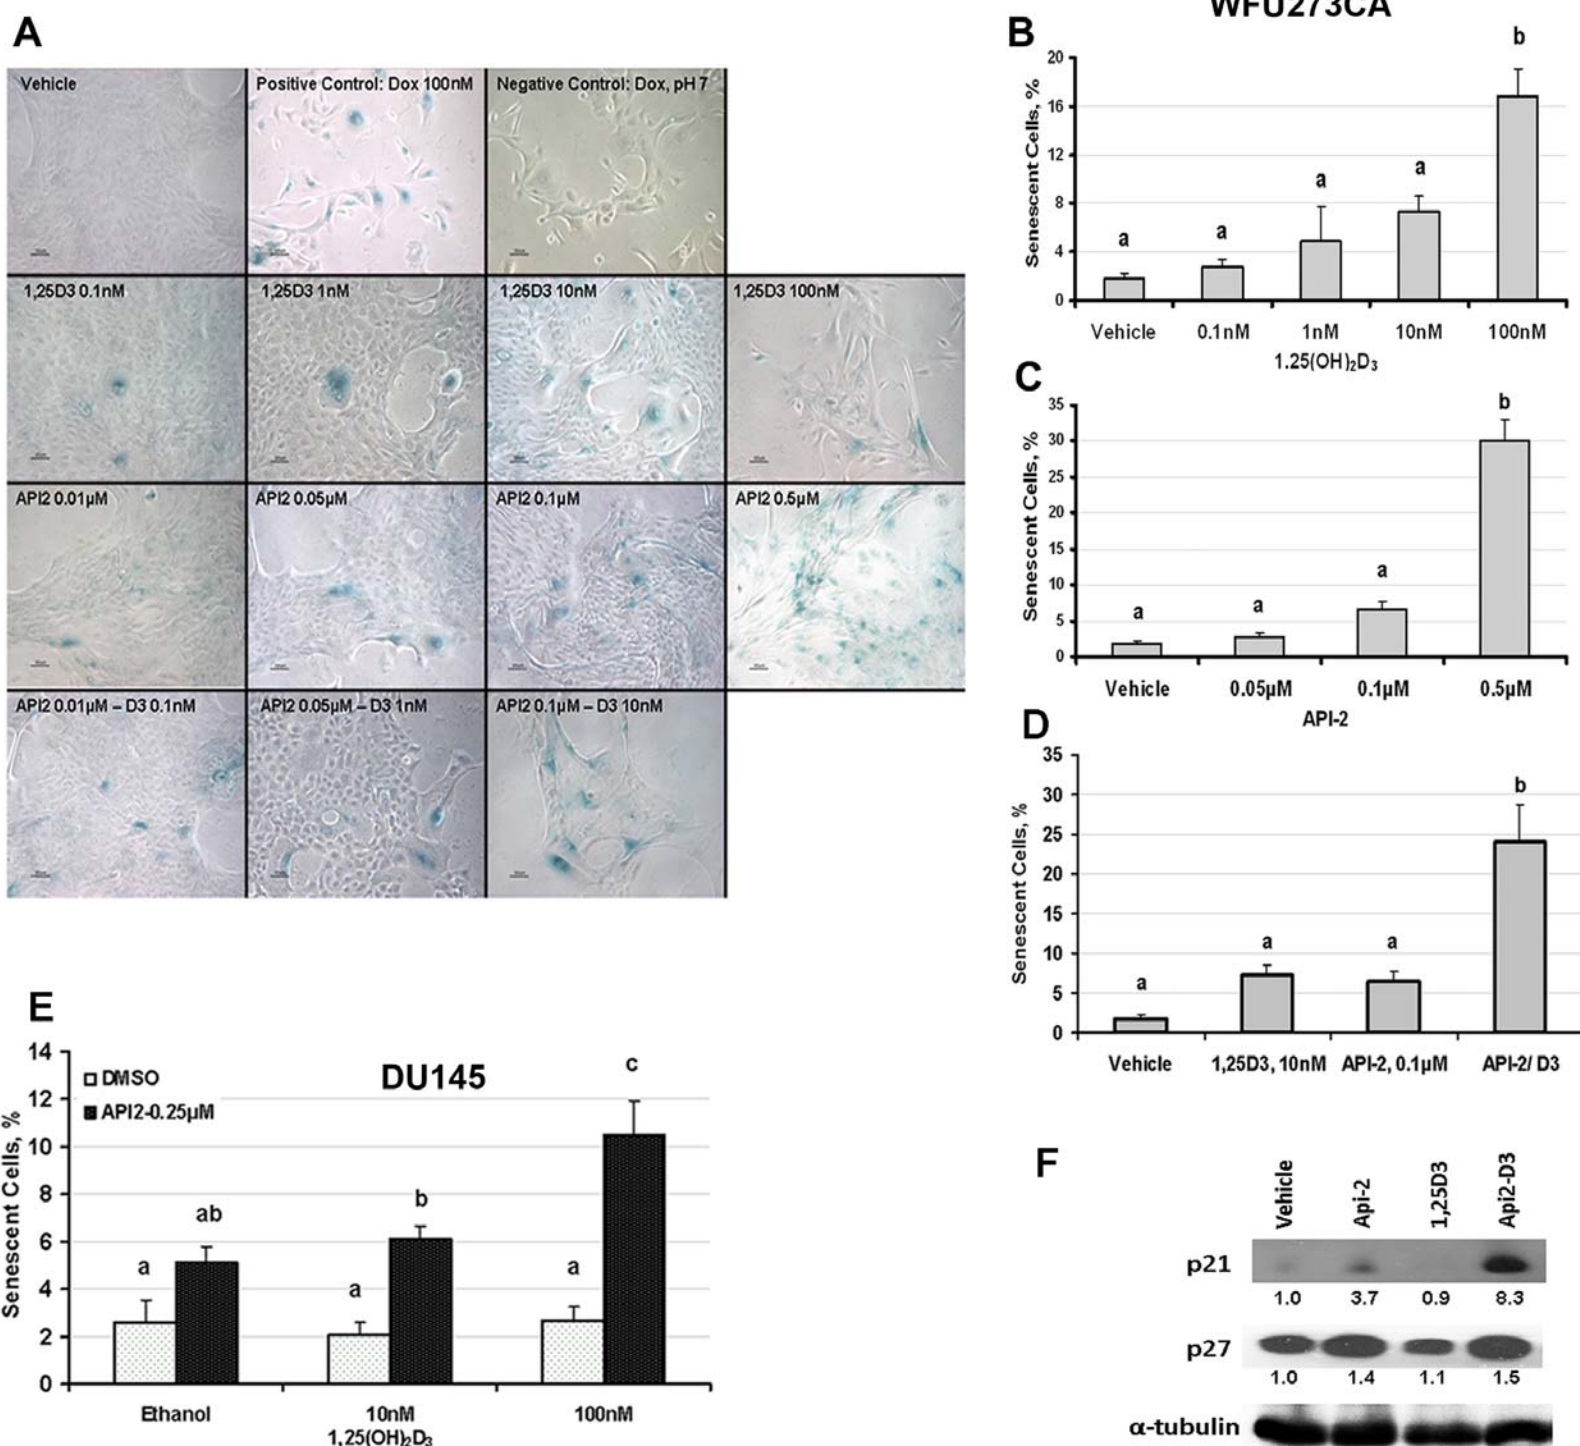 A
Vehicle
Positive Control: Dox 100nM
Negative Control: Dox, pH 7
1,25D3 0.1nM
1,25D3 1nM
1,25D3 10nM
1,25D3 100nM
API2 0.01µM
API2 0.05µM
API2 0.1µM
API2 0.5µM
API2 0.01µM – D3 0.1nM
API2 0.05µM – D3 1nM
API2 0.1µM – D3 10nM
WFU273CA
B
Senescent Cells, %
20
16
12
8
4
0
a
a
a
a
b
Vehicle
0.1nM
1nM
10nM
100nM
1.25(OH)₂D₃
C
Senescent Cells, %
35
30
25
20
15
10
5
0
a
a
a
b
Vehicle
0.05µM
0.1µM
0.5µM
API-2
D
Senescent Cells, %
35
30
25
20
15
10
5
0
a
a
a
b
Vehicle
1,25D3, 10nM
API-2, 0.1µM
API-2/ D3
E
DU145
DMSO
API2-0.25µM
Senescent Cells, %
14
12
10
8
6
4
2
0
a
ab
a
b
a
c
Ethanol
10nM
100nM
1,25(OH)₂D₃
F
Vehicle
Api-2
1,25D3
Api2-D3
p21
1.0 3.7 0.9 8.3
p27
1.0 1.4 1.1 1.5
α-tubulin